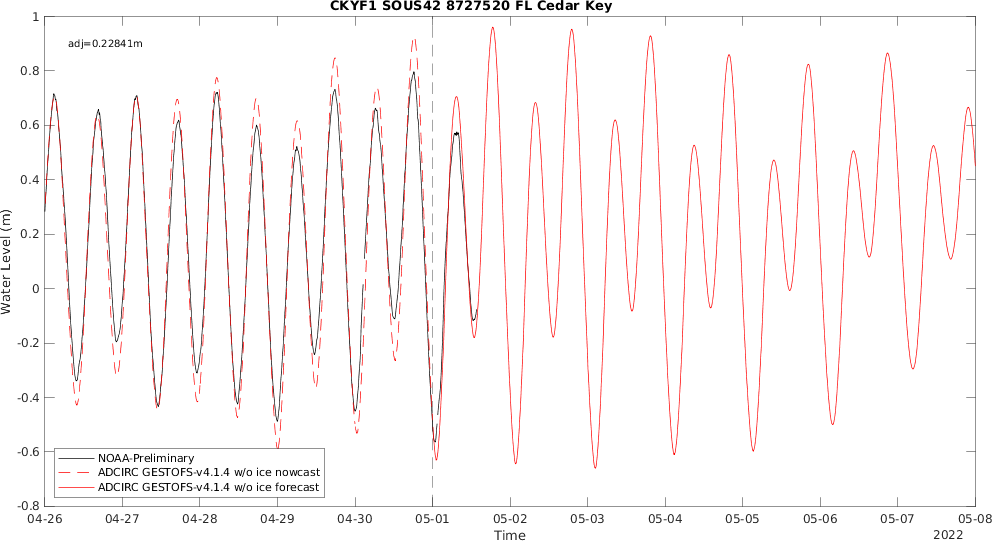 CKYF1 SOUS42 8727520 FL Cedar Key
adj=0.22841m
1
0.8
0.6
0.4
0.2
0
-0.2
-0.4
-0.6
-0.8
Water Level (m)
NOAA-Preliminary
ADCIRC GESTOFS-v4.1.4 w/o ice nowcast
ADCIRC GESTOFS-v4.1.4 w/o ice forecast
04-26 04-27 04-28 04-29 04-30 05-01 05-02 05-03 05-04 05-05 05-06 05-07 05-08
Time
2022